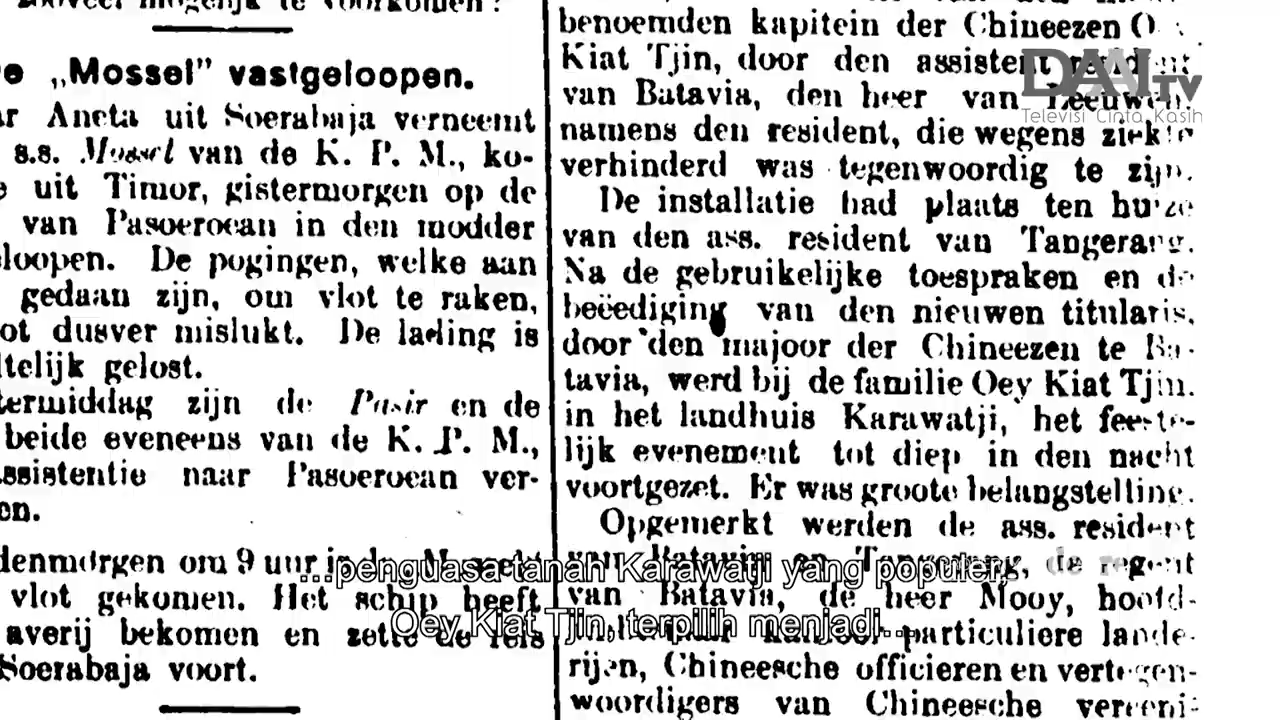 zooveel mogelijk te voorkomen?
„Mossel” vastgeloopen.
Aneta uit Soerabaja verneemt
s.s. Mossel van de K. P. M., ko-
uit Timor, gistermorgen op de
van Pasoeroean in den modder
loopen. De pogingen, welke aan
gedaan zijn, om vlot te raken,
tot dusver mislukt. De lading is
gelost.
zijn de Pasir en de
beide eveneens van de K. P. M.,
assistentie naar Pasoeroean ver-
en.
om 9 uur
vlot gekomen. Het schip heeft
averij bekomen en zette de reis
Soerabaja voort.
benoemden kapitein der Chineezen
Kiat Tjin, door den assistent resident
van Batavia, den heer van Leeuwen,
namens den resident, die wegens ziekte
verhinderd was tegenwoordig te zijn.
De installatie had plaats ten huize
van den ass. resident van Tangerang.
Na de gebruikelijke toespraken en de
beëediging van den nieuwen titularis,
door den majoor der Chineezen te Ba-
tavia, werd bij de familie Oey Kiat Tjin,
in het landhuis Karawatji, het feeste-
lijk evenement tot diep in den nacht
voortgezet. Er was groote belangstelling.
Opgemerkt werden de ass. resident
van Batavia en Tangerang, de regent
van Batavia, de heer Mooy, hoofd-
particuliere lande-
rijen, Chineesche officieren en vertegen-
woordigers van Chineesche vereeni-
DAAI TV
Televisi Cinta Kasih
...penguasa tanah Karawatji yang populer,
Oey Kiat Tjin, terpilih menjadi...